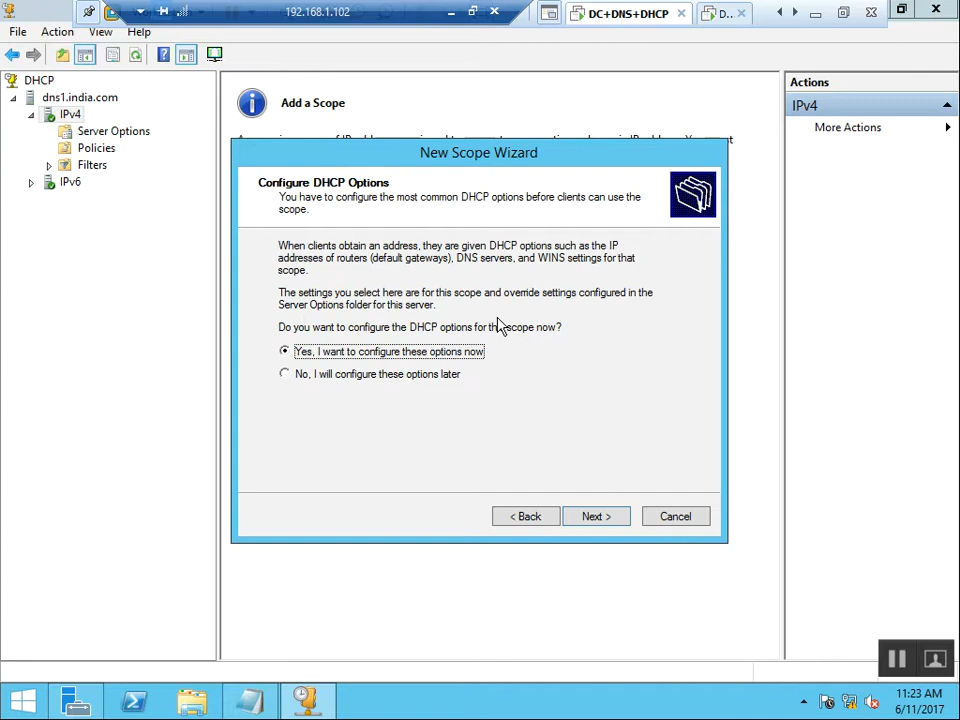 192.168.1.102
DC+DNS+DHCP
D..
File
Action
View
Help
DHCP
dns1.india.com
IPv4
Server Options
Policies
Filters
IPv6
Add a Scope
New Scope Wizard
Configure DHCP Options
You have to configure the most common DHCP options before clients can use the
scope.
When clients obtain an address, they are given DHCP options such as the IP
addresses of routers (default gateways), DNS servers, and WINS settings for that
scope.
The settings you select here are for this scope and override settings configured in the
Server Options folder for this server.
Do you want to configure the DHCP options for this scope now?
Yes, I want to configure these options now
No, I will configure these options later
< Back
Next >
Cancel
Actions
IPv4
More Actions
11:23 AM
6/11/2017